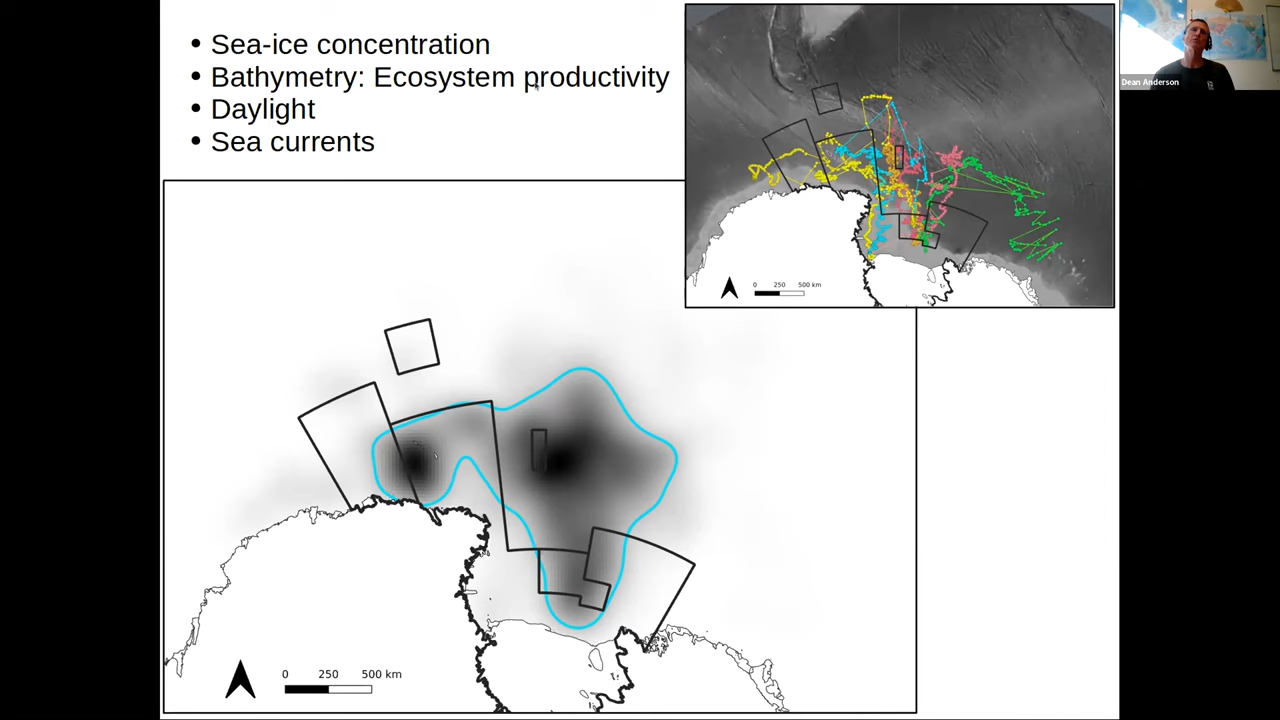 • Sea-ice concentration
• Bathymetry: Ecosystem productivity
• Daylight
• Sea currents
0 250 500 km
Dean Anderson
0 250 500 km